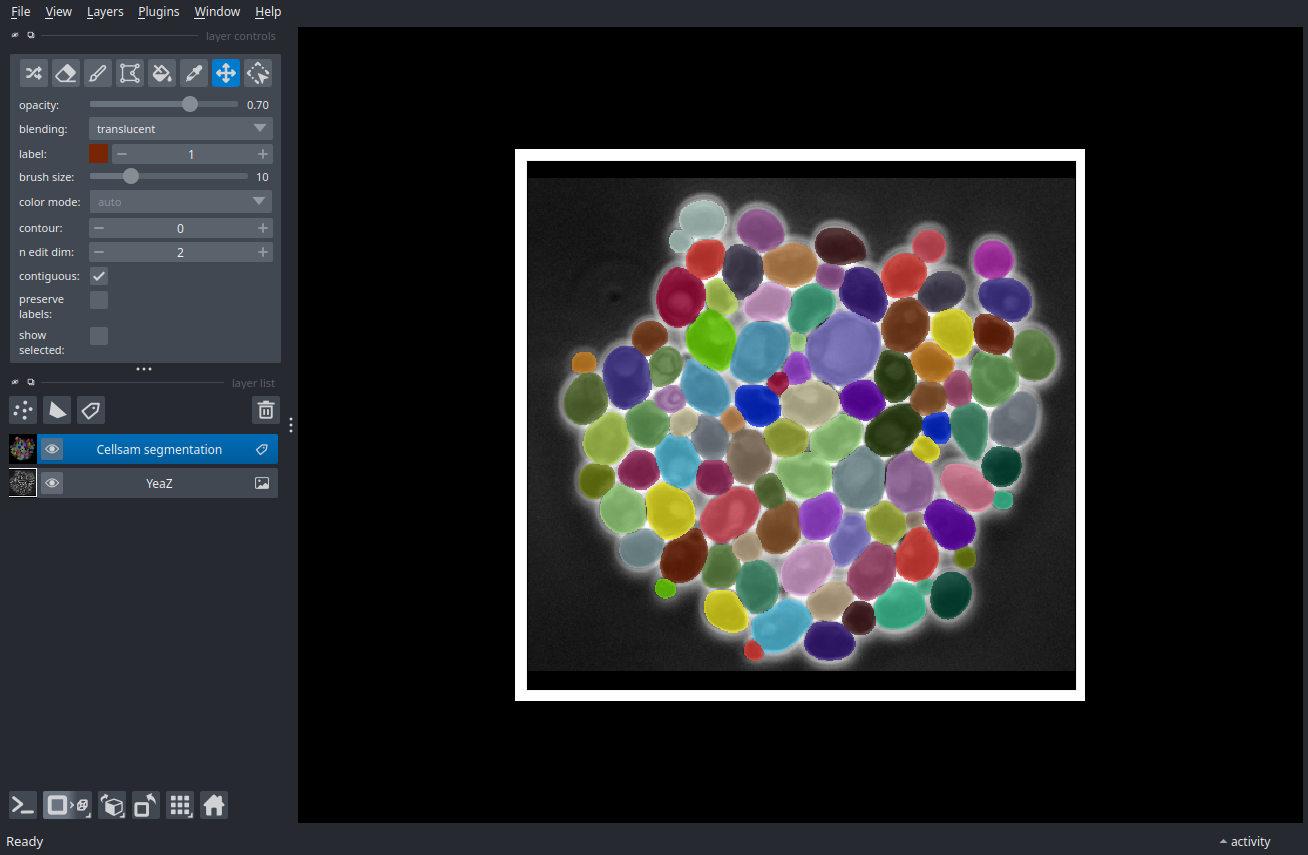 File View Layers Plugins Window Help
layer controls
opacity: 0.70
blending: translucent
label: 1
brush size: 10
color mode: auto
contour: 0
n edit dim: 2
contiguous:
preserve
labels:
show
selected:
layer list
Cellsam segmentation
YeaZ
Ready
activity